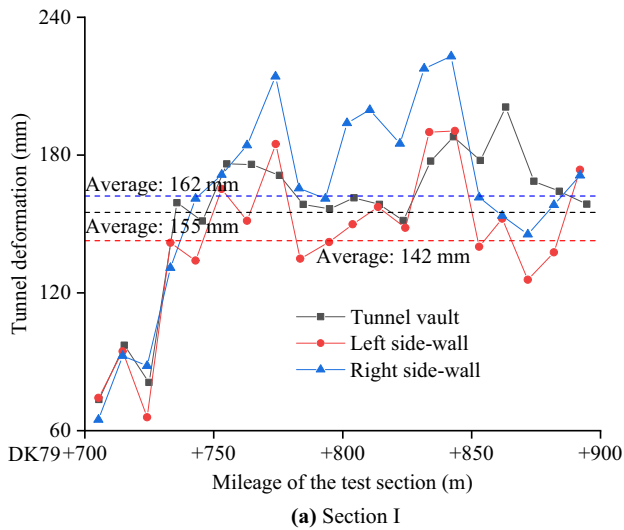 240
180
120
60
Tunnel deformation (mm)
Average: 162 mm
Average: 155 mm
Average: 142 mm
Tunnel vault
Left side-wall
Right side-wall
DK79 +700 +750 +800 +850 +900
Mileage of the test section (m)
(a) Section I